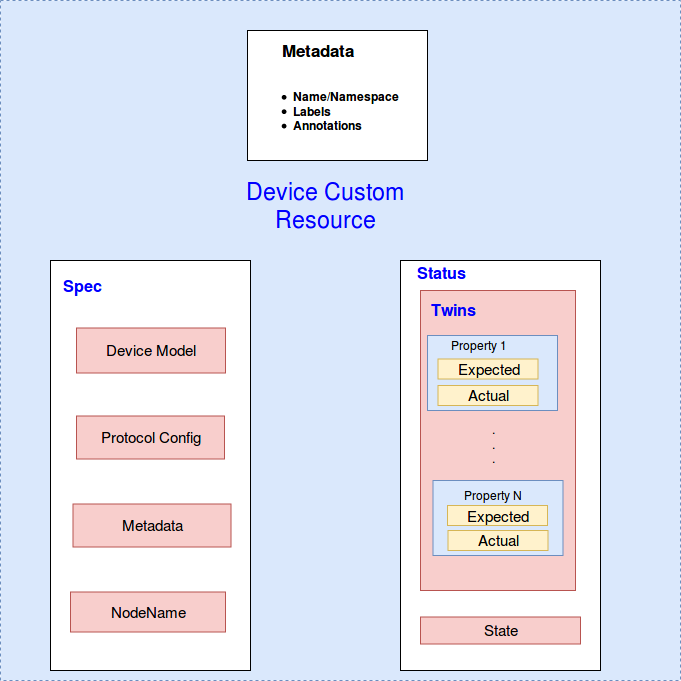 Metadata
• Name/Namespace
• Labels
• Annotations
Device Custom
Resource
Spec
Device Model
Protocol Config
Metadata
NodeName
Status
Twins
Property 1
Expected
Actual
.
.
.
Property N
Expected
Actual
State